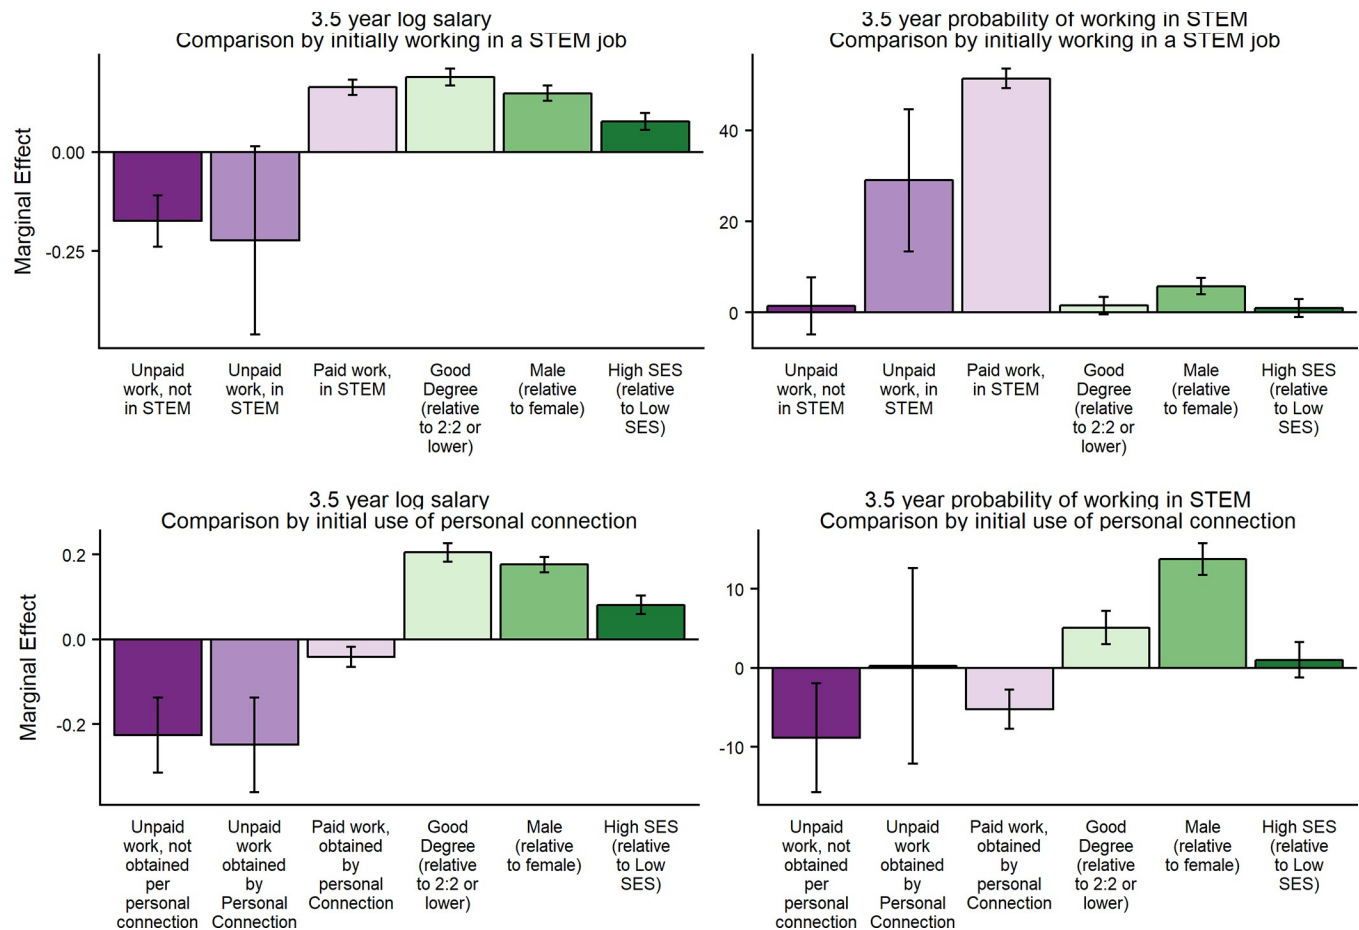 3.5 year log salary
Comparison by initially working in a STEM job
Marginal Effect
0.00
-0.25
Unpaid
work, not
in STEM
Unpaid
work, in
STEM
Paid work,
in STEM
Good
Degree
(relative
to 2:2 or
lower)
Male
(relative
to female)
High SES
(relative
to Low
SES)
3.5 year probability of working in STEM
Comparison by initially working in a STEM job
40
20
0
Unpaid
work, not
in STEM
Unpaid
work, in
STEM
Paid work,
in STEM
Good
Degree
(relative
to 2:2 or
lower)
Male
(relative
to female)
High SES
(relative
to Low
SES)
3.5 year log salary
Comparison by initial use of personal connection
Marginal Effect
0.2
0.0
-0.2
Unpaid
work, not
obtained
per
personal
connection
Unpaid
work
obtained
by
Personal
Connection
Paid work,
obtained
by
personal
Connection
Good
Degree
(relative
to 2:2 or
lower)
Male
(relative
to female)
High SES
(relative
to Low
SES)
3.5 year probability of working in STEM
Comparison by initial use of personal connection
10
0
-10
Unpaid
work, not
obtained
per
personal
connection
Unpaid
work
obtained
by
Personal
Connection
Paid work,
obtained
by
personal
Connection
Good
Degree
(relative
to 2:2 or
lower)
Male
(relative
to female)
High SES
(relative
to Low
SES)